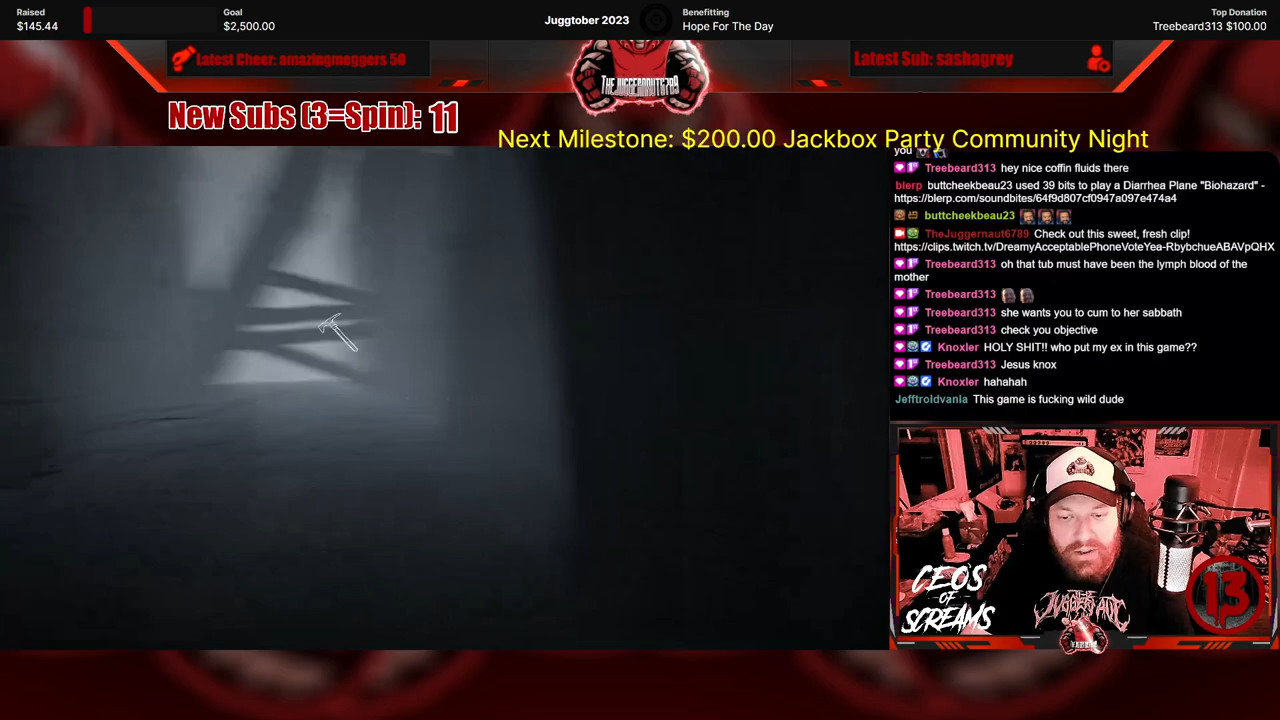 Raised
$145.44
Goal
$2,500.00
Juggtober 2023
Benefitting
Hope For The Day
Top Donation
Treebeard313 $100.00
Latest Cheer: amazingmeggers 50
THEJUGGERNAUT6789
Latest Sub: sashagrey
New Subs (3=Spin): 11
Next Milestone: $200.00 Jackbox Party Community Night
you
Treebeard313 hey nice coffin fluids there
blerp buttcheekbeau23 used 39 bits to play a Diarrhea Plane "Biohazard" -
https://blerp.com/soundbites/64f9d807cf0947a097e474a4
buttcheekbeau23
TheJuggernaut6789 Check out this sweet, fresh clip!
https://clips.twitch.tv/DreamyAcceptablePhoneVoteYea-RbybchueABAVpQHX
Treebeard313 oh that tub must have been the lymph blood of the
mother
Treebeard313
Treebeard313 she wants you to cum to her sabbath
Treebeard313 check you objective
Knoxler HOLY SHIT!! who put my ex in this game??
Treebeard313 Jesus knox
Knoxler hahahah
Jefftroldvania This game is fucking wild dude
CEOS
OF
SCREAMS
JUGGERNAUT
13